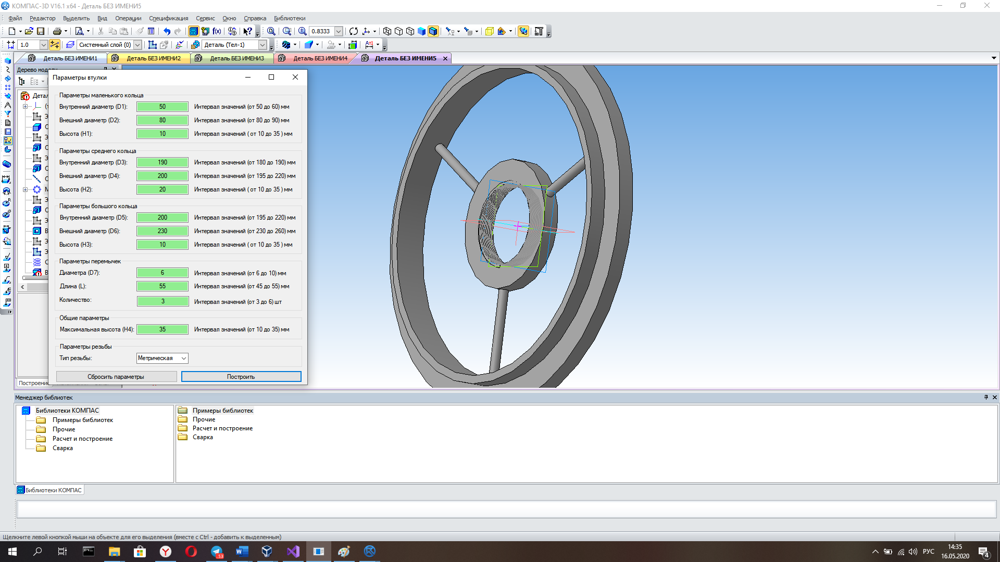 КОМПАС-3D V16.1 x64 - Деталь БЕЗ ИМЕНИ5
Файл Редактор Выделить Вид Операции Спецификация Сервис Окно Справка Библиотеки
0.8333
1.0 Системный слой (0) Деталь (Тел-1)
Деталь БЕЗ ИМЕНИ1 Деталь БЕЗ ИМЕНИ2 Деталь БЕЗ ИМЕНИ3 Деталь БЕЗ ИМЕНИ4 Деталь БЕЗ ИМЕНИ5
Дерево модели
Параметры втулки
Параметры маленького кольца
Внутренний диаметр (D1): 50 Интервал значений (от 50 до 60) мм
Внешний диаметр (D2): 80 Интервал значений (от 80 до 90) мм
Высота (H1): 10 Интервал значений ( от 10 до 35 ) мм
Параметры среднего кольца
Внутренний диаметр (D3): 190 Интервал значений (от 180 до 190) мм
Внешний диаметр (D4): 200 Интервал значений (от 195 до 220) мм
Высота (H2): 20 Интервал значений ( от 10 до 35 ) мм
Параметры большого кольца
Внутренний диаметр (D5): 200 Интервал значений (от 195 до 220) мм
Внешний диаметр (D6): 230 Интервал значений (от 230 до 260) мм
Высота (H3): 10 Интервал значений ( от 10 до 35 ) мм
Параметры перемычек
Диаметра (D7): 6 Интервал значений (от 6 до 10) мм
Длина (L): 55 Интервал значений (от 45 до 55) мм
Количество: 3 Интервал значений (от 3 до 6) шт
Общие параметры
Максимальная высота (H4): 35 Интервал значений (от 10 до 35) мм
Параметры резьбы
Тип резьбы: Метрическая
Сбросить параметры Построить
Построение
Менеджер библиотек
Библиотеки КОМПАС
Примеры библиотек
Прочие
Расчет и построение
Сварка
Примеры библиотек
Прочие
Расчет и построение
Сварка
Библиотеки КОМПАС
Щелкните левой кнопкой мыши на объекте для его выделения (вместе с Ctrl - добавить к выделенным)
53
РУС
14:35
16.05.2020
4